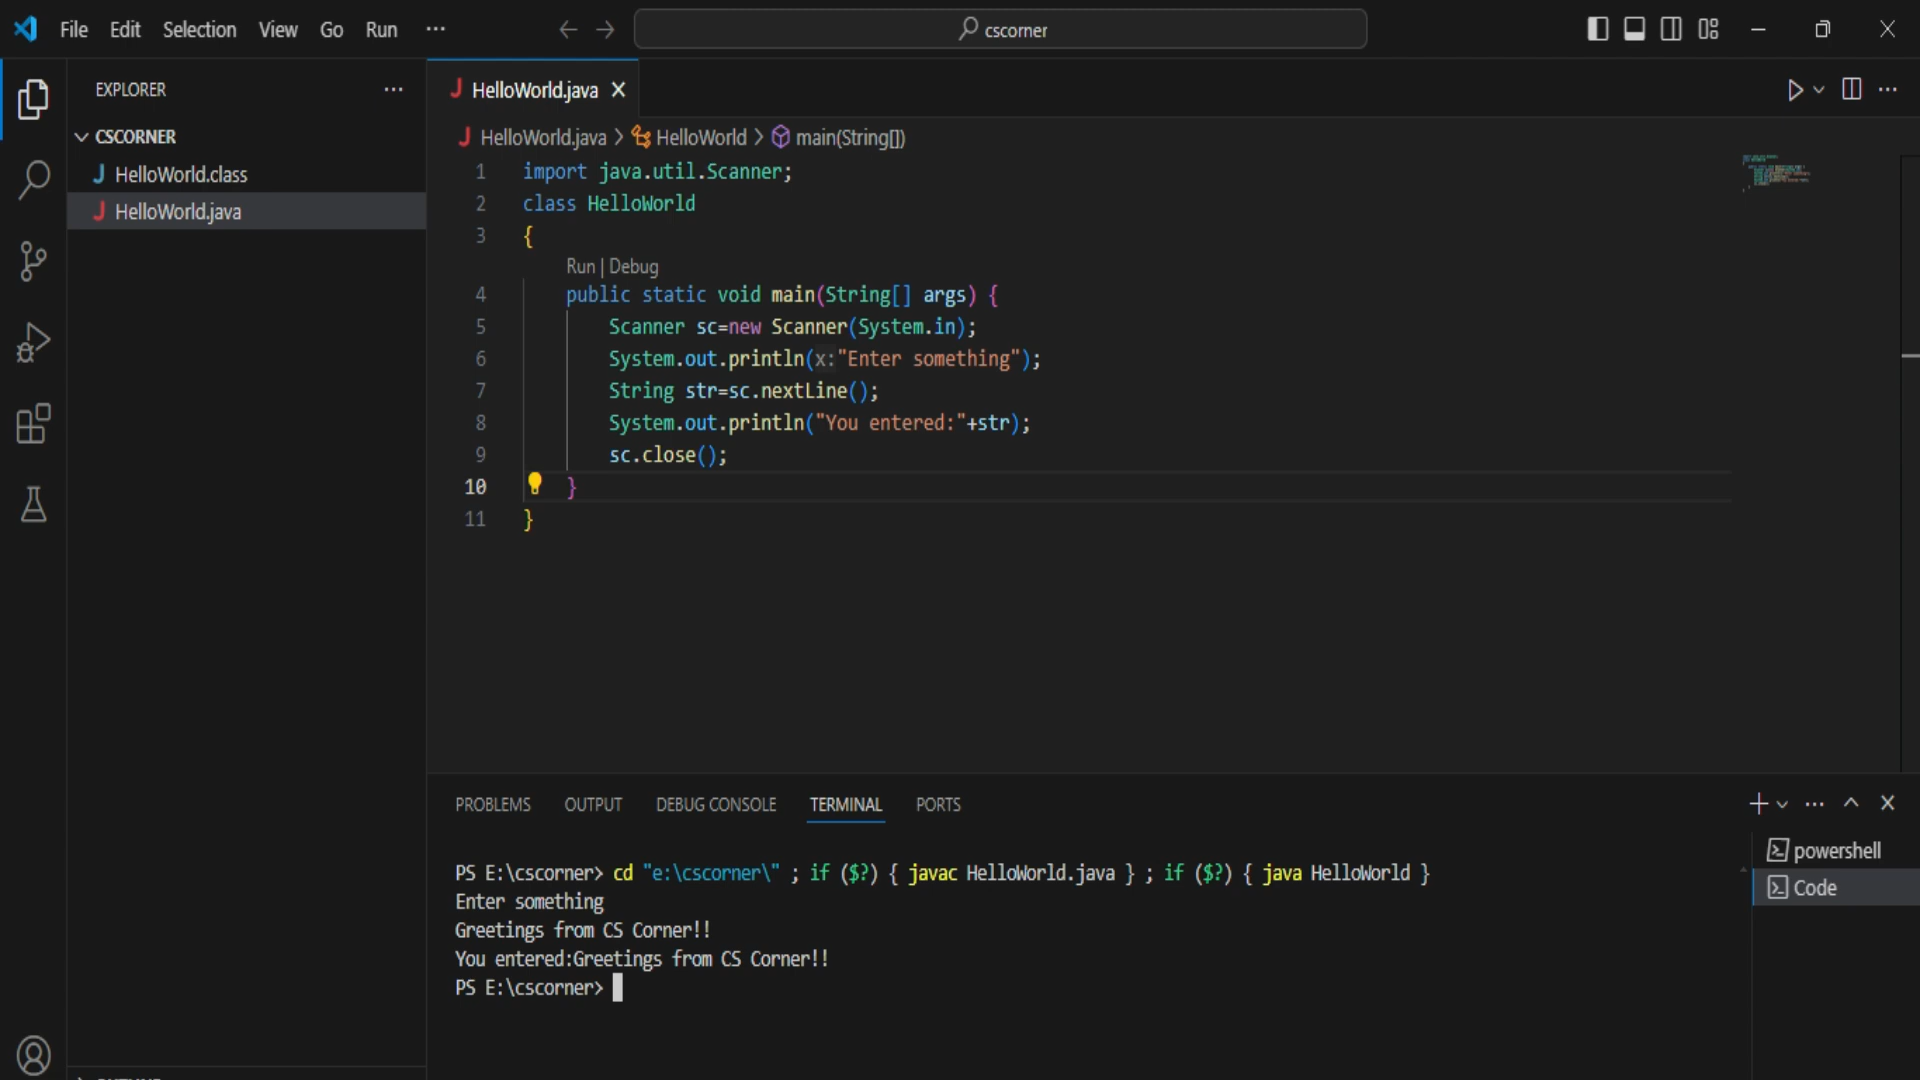 File Edit Selection View Go Run ···
cscorner
EXPLORER ···
HelloWorld.java
CSCORNER
HelloWorld.java > HelloWorld > main(String[])
HelloWorld.class
HelloWorld.java
1 import java.util.Scanner;
2 class HelloWorld
3 {
Run | Debug
4 public static void main(String[] args) {
5 Scanner sc=new Scanner(System.in);
6 System.out.println(x:"Enter something");
7 String str=sc.nextLine();
8 System.out.println("You entered:"+str);
9 sc.close();
10 }
11 }
PROBLEMS OUTPUT DEBUG CONSOLE TERMINAL PORTS
PS E:\cscorner> cd "e:\cscorner\" ; if ($?) { javac HelloWorld.java } ; if ($?) { java HelloWorld }
Enter something
Greetings from CS Corner!!
You entered:Greetings from CS Corner!!
PS E:\cscorner>
powershell
Code